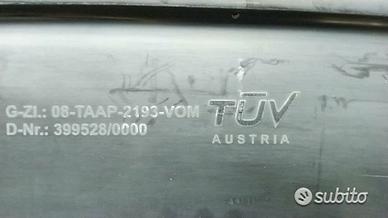 G-Zl.: 08-TAAP-2193-VOM
D-Nr.: 399528/0000
TÜV
AUSTRIA
subito